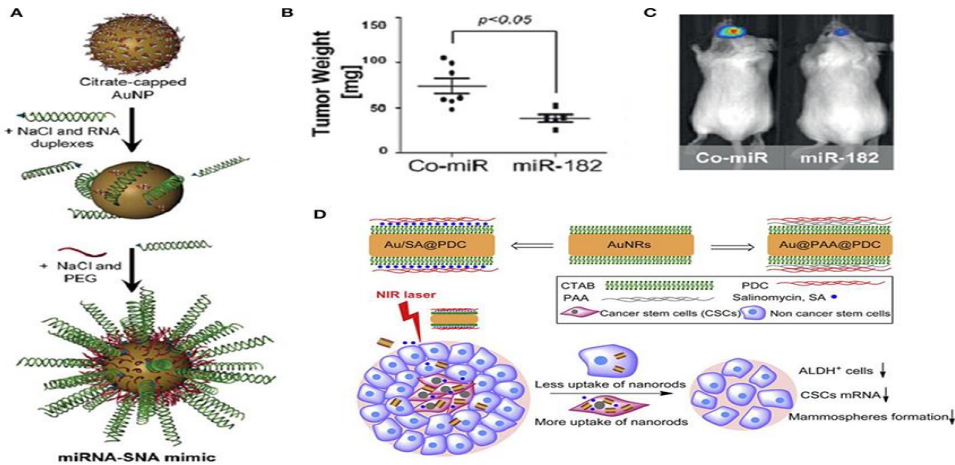 A
Citrate-capped
AuNP
+ NaCl and RNA
duplexes
+ NaCl and
PEG
miRNA-SNA mimic
B
p<0.05
Tumor Weight
[mg]
150
100
50
0
Co-miR
miR-182
C
Co-miR
miR-182
D
Au/SA@PDC
AuNRs
Au@PAA@PDC
CTAB
PDC
PAA
Salinomycin, SA
Cancer stem cells (CSCs)
Non cancer stem cells
NIR laser
Less uptake of nanorods
More uptake of nanorods
ALDH⁺ cells
CSCs mRNA
Mammospheres formation